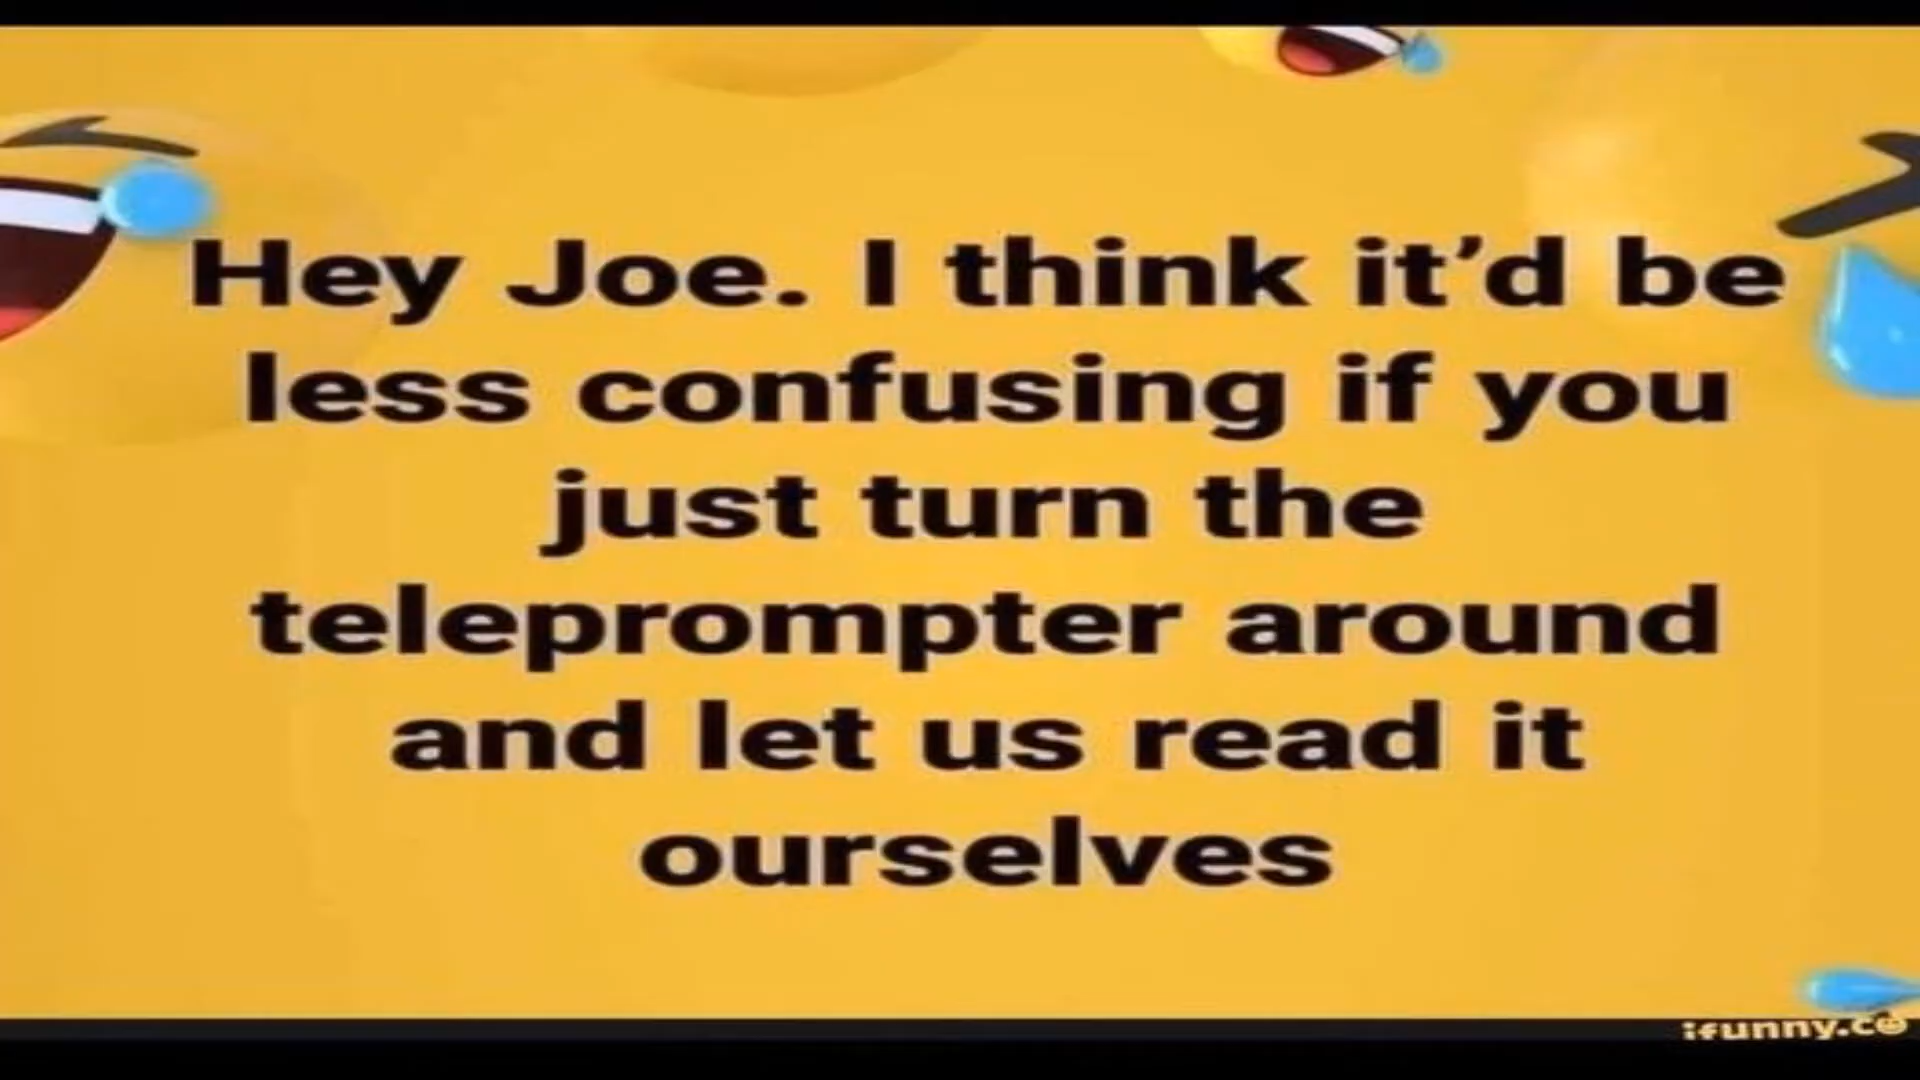 Hey Joe. I think it'd be
less confusing if you
just turn the
teleprompter around
and let us read it
ourselves
ifunny.co